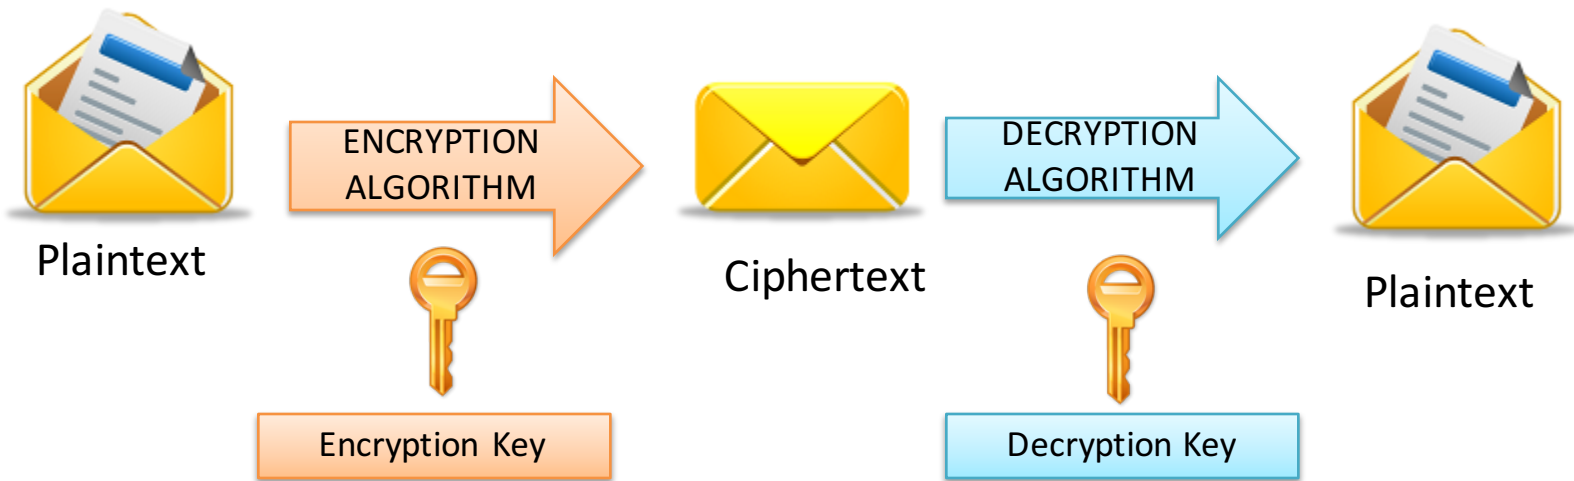 ENCRYPTION
ALGORITHM
DECRYPTION
ALGORITHM
Plaintext
Ciphertext
Plaintext
Encryption Key
Decryption Key